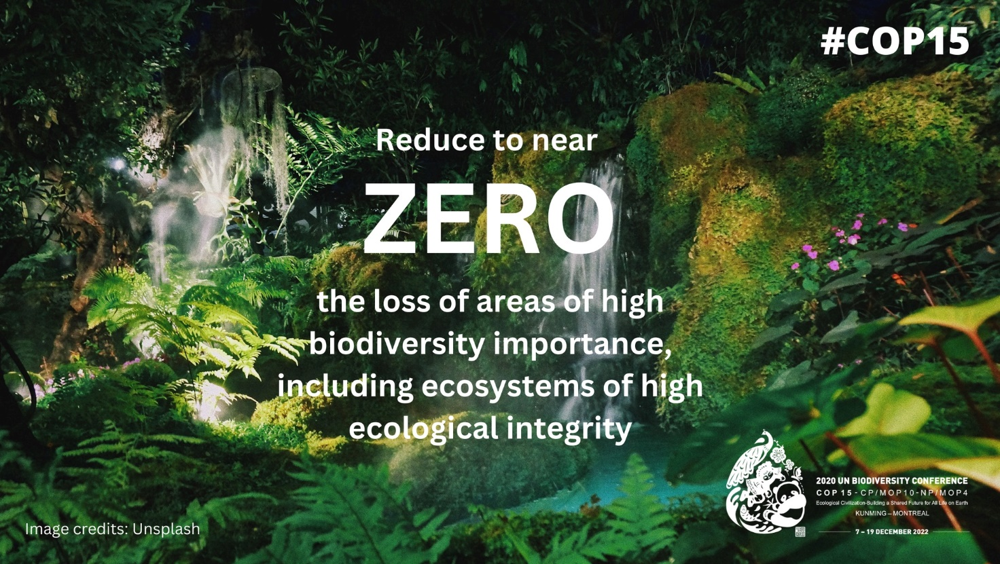 #COP15
Reduce to near
ZERO
the loss of areas of high
biodiversity importance,
including ecosystems of high
ecological integrity
2020 UN BIODIVERSITY CONFERENCE
COP 15 - CP/MOP10-NP/MOP4
Ecological Civilization-Building a Shared Future for All Life on Earth
KUNMING – MONTREAL
7 – 19 DECEMBER 2022
Image credits: Unsplash